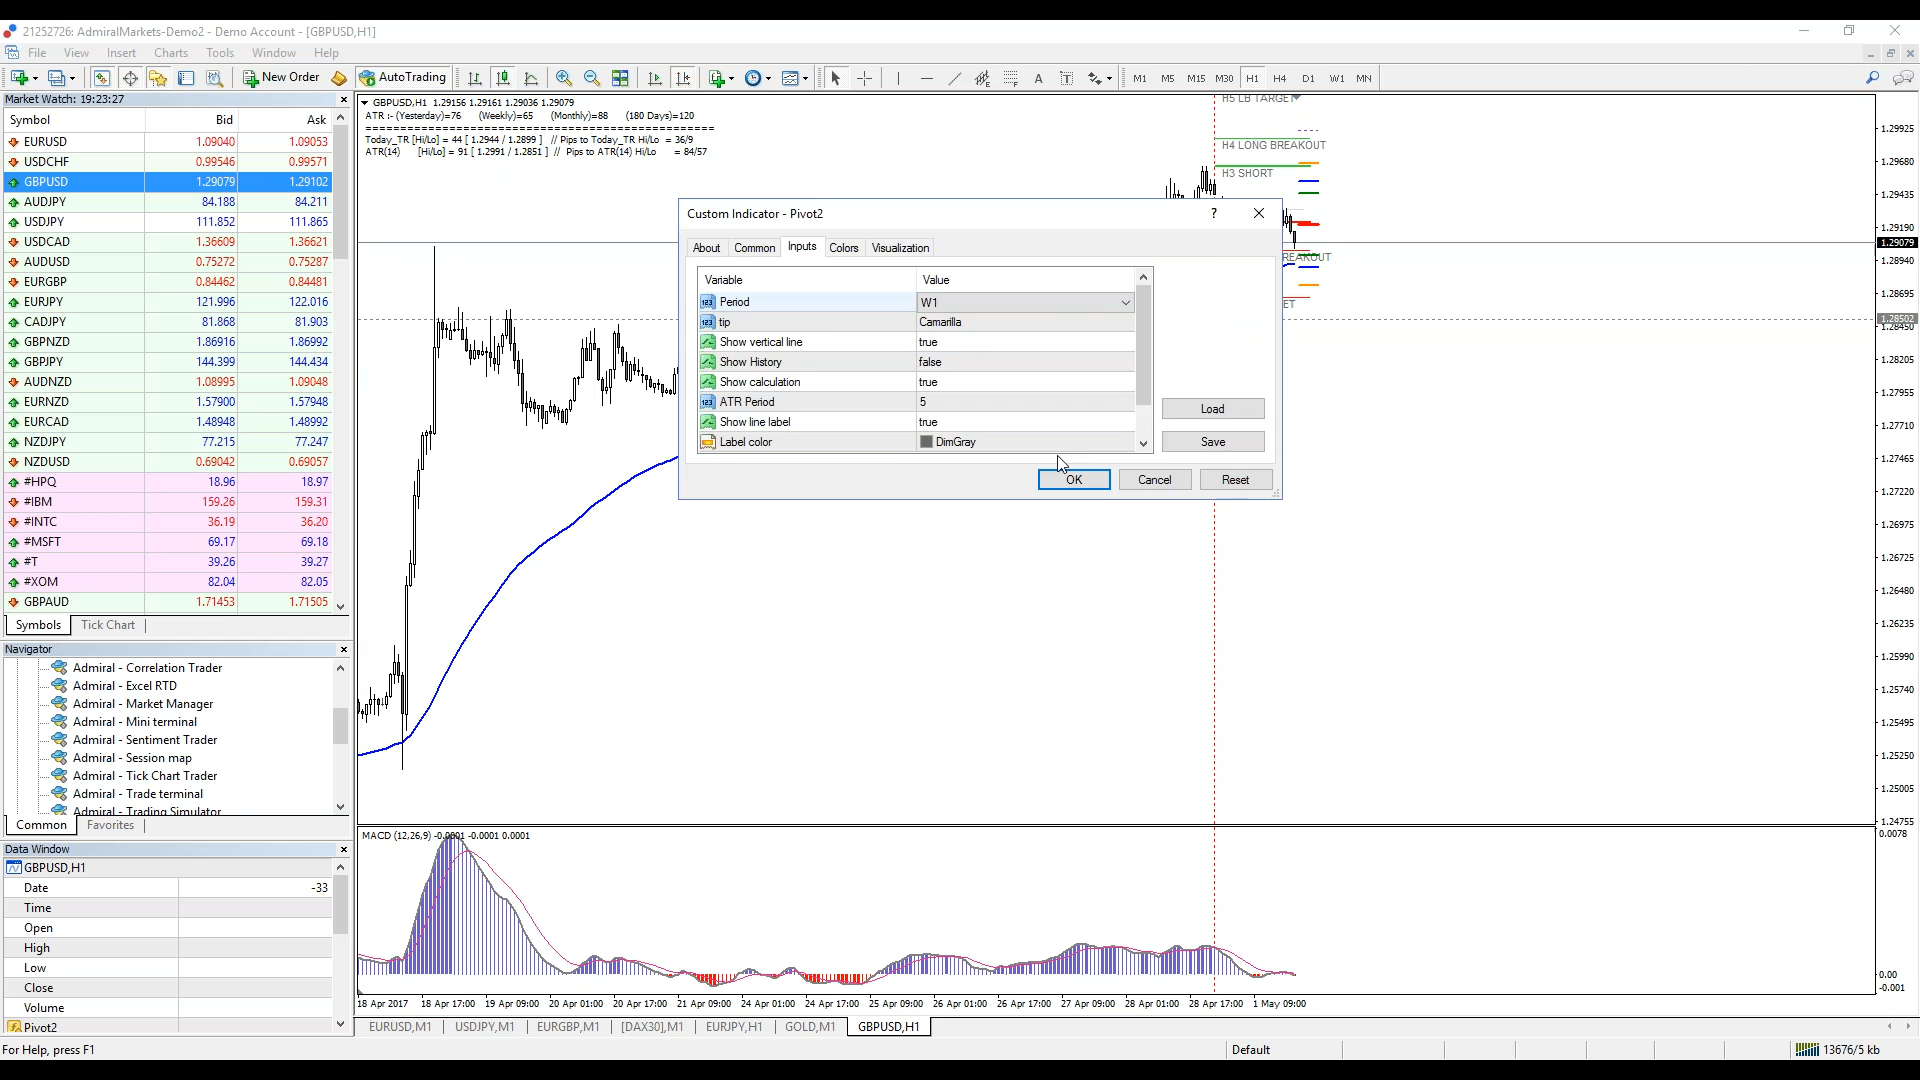 21252726: AdmiralMarkets-Demo2 - Demo Account - [GBPUSD,H1]
File View Insert Charts Tools Window Help
New Order AutoTrading A T M1 M5 M15 M30 H1 H4 D1 W1 MN
Market Watch: 19:23:27
Symbol Bid Ask
EURUSD 1.09040 1.09053
USDCHF 0.99546 0.99571
GBPUSD 1.29079 1.29102
AUDJPY 84.188 84.211
USDJPY 111.852 111.865
USDCAD 1.36609 1.36621
AUDUSD 0.75272 0.75287
EURGBP 0.84462 0.84481
EURJPY 121.996 122.016
CADJPY 81.868 81.903
GBPNZD 1.86916 1.86992
GBPJPY 144.399 144.434
AUDNZD 1.08995 1.09048
EURNZD 1.57900 1.57948
EURCAD 1.48948 1.48992
NZDJPY 77.215 77.247
NZDUSD 0.69042 0.69057
#HPQ 18.96 18.97
#IBM 159.26 159.31
#INTC 36.19 36.20
#MSFT 69.17 69.18
#T 39.26 39.27
#XOM 82.04 82.05
GBPAUD 1.71453 1.71505
Symbols Tick Chart
Navigator
Admiral - Correlation Trader
Admiral - Excel RTD
Admiral - Market Manager
Admiral - Mini terminal
Admiral - Sentiment Trader
Admiral - Session map
Admiral - Tick Chart Trader
Admiral - Trade terminal
Admiral - Trading Simulator
Common Favorites
Data Window
GBPUSD,H1
Date -33
Time
Open
High
Low
Close
Volume
Pivot2
GBPUSD,H1 1.29156 1.29161 1.29036 1.29079
ATR :- (Yesterday)=76 (Weekly)=65 (Monthly)=88 (180 Days)=120
==================================================
Today_TR [Hi/Lo] = 44 [ 1.2944 / 1.2899 ] // Pips to Today_TR Hi/Lo = 36/9
ATR(14) [Hi/Lo] = 91 [ 1.2991 / 1.2851 ] // Pips to ATR(14) Hi/Lo = 84/57
H5 LB TARGET
H4 LONG BREAKOUT
H3 SHORT
REAKOUT
ET
Custom Indicator - Pivot2 ?
About Common Inputs Colors Visualization
Variable Value
Period W1
tip Camarilla
Show vertical line true
Show History false
Show calculation true
ATR Period 5
Show line label true
Label color DimGray
Load
Save
OK Cancel Reset
1.29925
1.29680
1.29435
1.29190
1.29079
1.28940
1.28695
1.28502
1.28450
1.28205
1.27955
1.27710
1.27465
1.27220
1.26975
1.26725
1.26480
1.26235
1.25990
1.25740
1.25495
1.25250
1.25005
1.24755
MACD (12,26,9) -0.0001 -0.0001 0.0001
0.0078
0.00
-0.001
18 Apr 2017 18 Apr 17:00 19 Apr 09:00 20 Apr 01:00 20 Apr 17:00 21 Apr 09:00 24 Apr 01:00 24 Apr 17:00 25 Apr 09:00 26 Apr 01:00 26 Apr 17:00 27 Apr 09:00 28 Apr 01:00 28 Apr 17:00 1 May 09:00
EURUSD,M1 USDJPY,M1 EURGBP,M1 [DAX30],M1 EURJPY,H1 GOLD,M1 GBPUSD,H1
For Help, press F1 Default 13676/5 kb